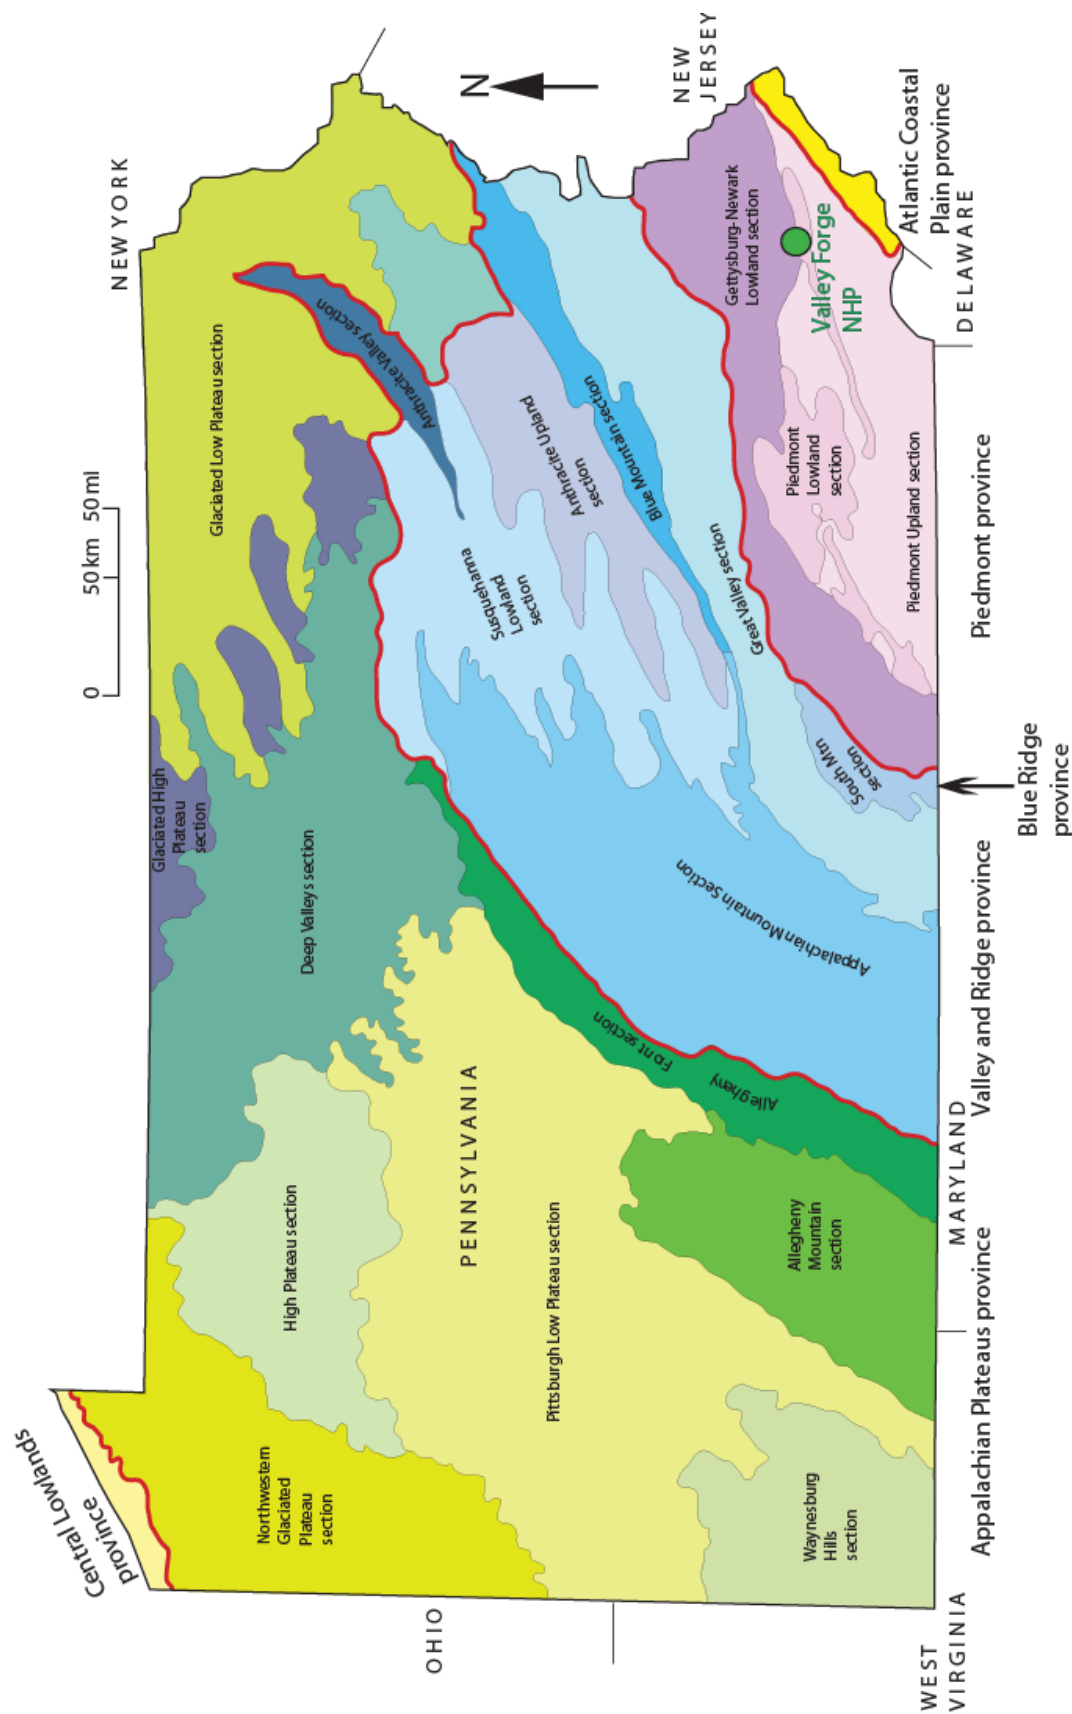 NEW YORK
N
NEW
JERSEY
0
50 km
50 mi
Central Lowlands
province
Northwestern
Glaciated
Plateau
section
High Plateau section
Glaciated High
Plateau
section
Deep Valleys section
Glaciated Low Plateau section
Anthracite Valley section
Susquehanna
Lowland
section
Anthracite Upland
section
Blue Mountain section
Great Valley section
Gettysburg-Newark
Lowland section
Valley Forge
NHP
Piedmont
Lowland
section
Piedmont Upland section
South Mtn
section
Appalachian Mountain Section
Allegheny
Front section
PENNSYLVANIA
Pittsburgh Low Plateau section
Allegheny
Mountain
section
Waynesburg
Hills
section
OHIO
WEST
VIRGINIA
MARYLAND
DELAWARE
Appalachian Plateaus province
Valley and Ridge province
Blue Ridge
province
Piedmont province
Atlantic Coastal
Plain province